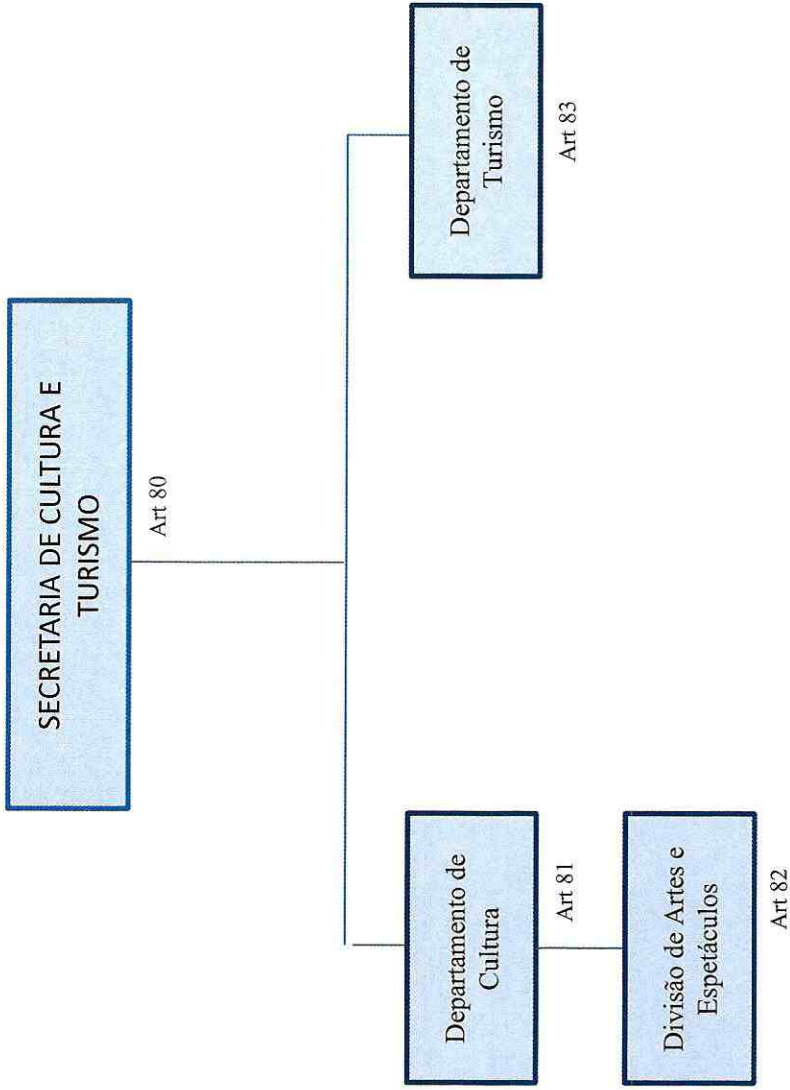 SECRETARIA DE CULTURA E
TURISMO
Art 80
Departamento de
Cultura
Art 81
Divisão de Artes e
Espetáculos
Art 82
Departamento de
Turismo
Art 83